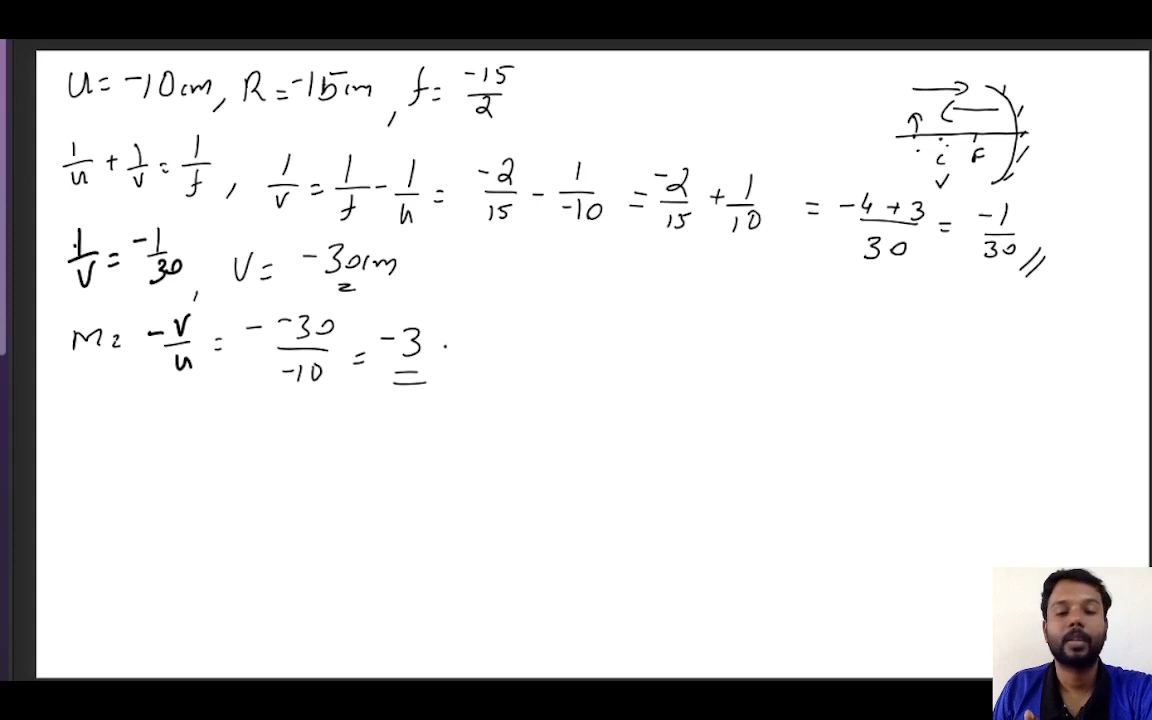 u = -10cm, R = -15cm, f = -15/2
1/u + 1/v = 1/f, 1/v = 1/f - 1/u = -2/15 - 1/-10 = -2/15 + 1/10 = -4+3/30 = -1/30 //
1/v = -1/30, v = -30cm
m = -v/u = - -30/-10 = -3
C F